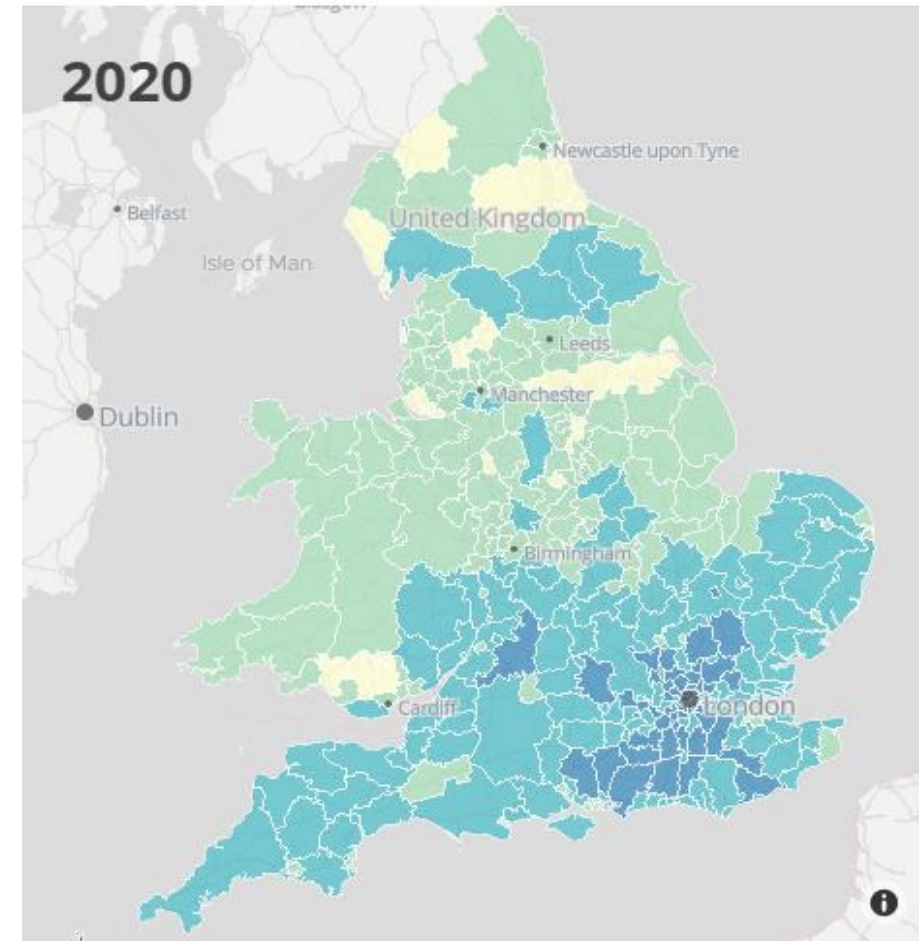 2020
Newcastle upon Tyne
Belfast
United Kingdom
Isle of Man
Leeds
Manchester
Dublin
Birmingham
Cardiff
London
i